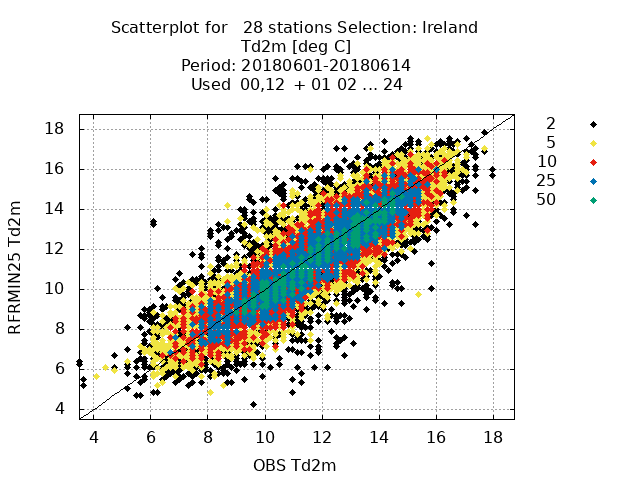 Scatterplot for 28 stations Selection: Ireland
Td2m [deg C]
Period: 20180601-20180614
Used 00,12 + 01 02 ... 24
2
5
10
25
50
RFRMIN25 Td2m
18
16
14
12
10
8
6
4
4 6 8 10 12 14 16 18
OBS Td2m